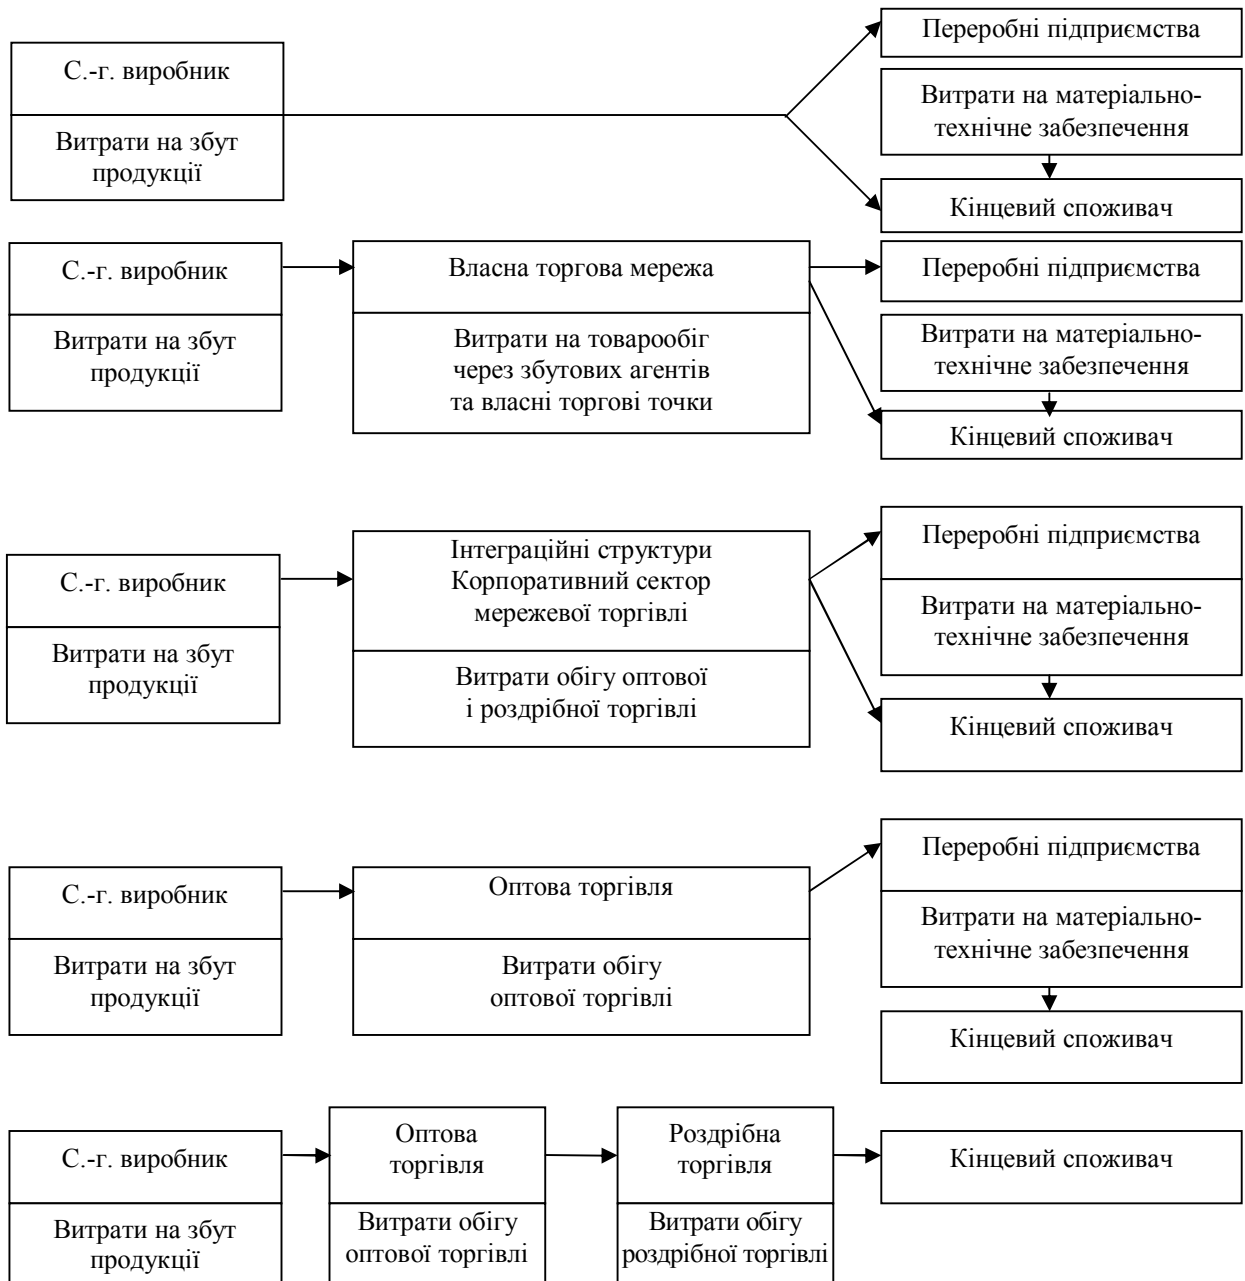 С.-г. виробник
Витрати на збут
продукції
Переробні підприємства
Витрати на матеріально-
технічне забезпечення
Кінцевий споживач
С.-г. виробник
Витрати на збут
продукції
Власна торгова мережа
Витрати на товарообіг
через збутових агентів
та власні торгові точки
Переробні підприємства
Витрати на матеріально-
технічне забезпечення
Кінцевий споживач
С.-г. виробник
Витрати на збут
продукції
Інтеграційні структури
Корпоративний сектор
мережевої торгівлі
Витрати обігу оптової
і роздрібної торгівлі
Переробні підприємства
Витрати на матеріально-
технічне забезпечення
Кінцевий споживач
С.-г. виробник
Витрати на збут
продукції
Оптова торгівля
Витрати обігу
оптової торгівлі
Переробні підприємства
Витрати на матеріально-
технічне забезпечення
Кінцевий споживач
С.-г. виробник
Витрати на збут
продукції
Оптова
торгівля
Витрати обігу
оптової торгівлі
Роздрібна
торгівля
Витрати обігу
роздрібної торгівлі
Кінцевий споживач